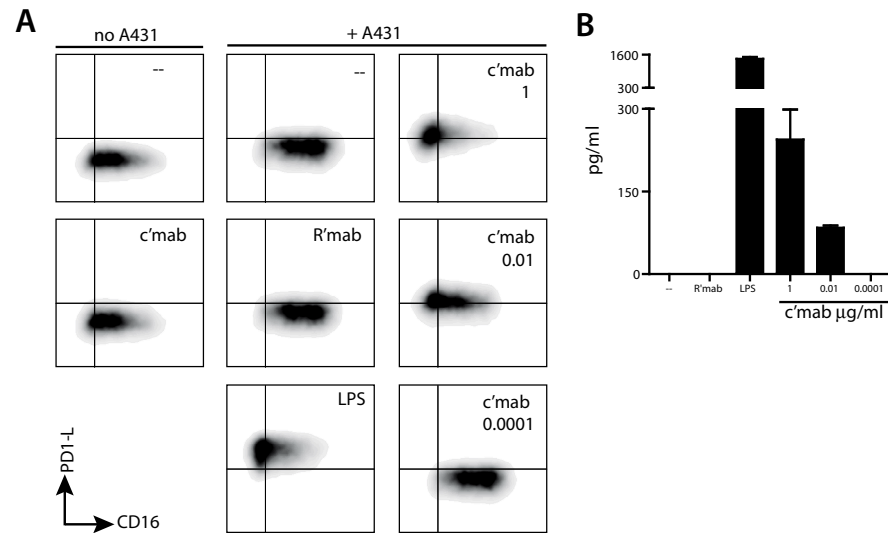 A
no A431
+ A431
--
--
c'mab
1
c'mab
R'mab
c'mab
0.01
LPS
c'mab
0.0001
PD1-L
CD16
B
1600
300
300
150
0
pg/ml
--
R'mab
LPS
1
0.01
0.0001
c'mab µg/ml